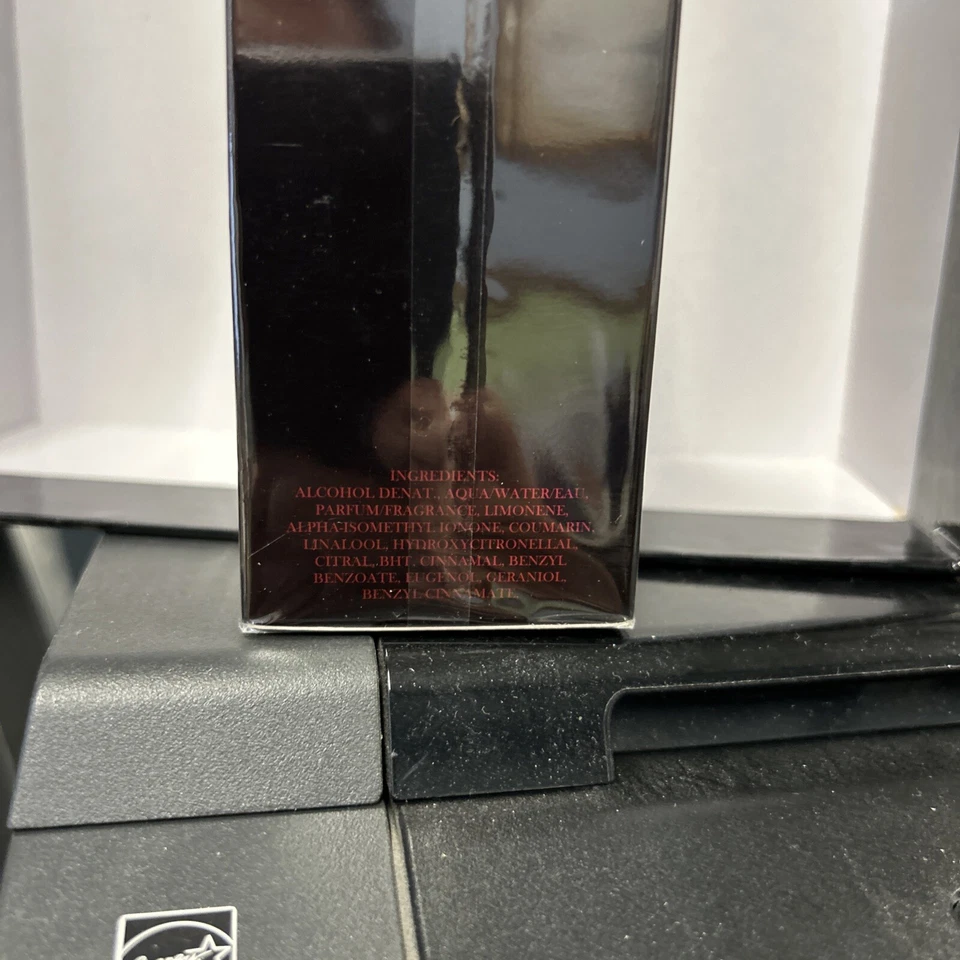 INGREDIENTS:
ALCOHOL DENAT., AQUA/WATER/EAU,
PARFUM/FRAGRANCE, LIMONENE,
ALPHA-ISOMETHYL IONONE, COUMARIN,
LINALOOL, HYDROXYCITRONELLAL,
CITRAL, BHT, CINNAMAL, BENZYL
BENZOATE, EUGENOL, GERANIOL,
BENZYL CINNAMATE.